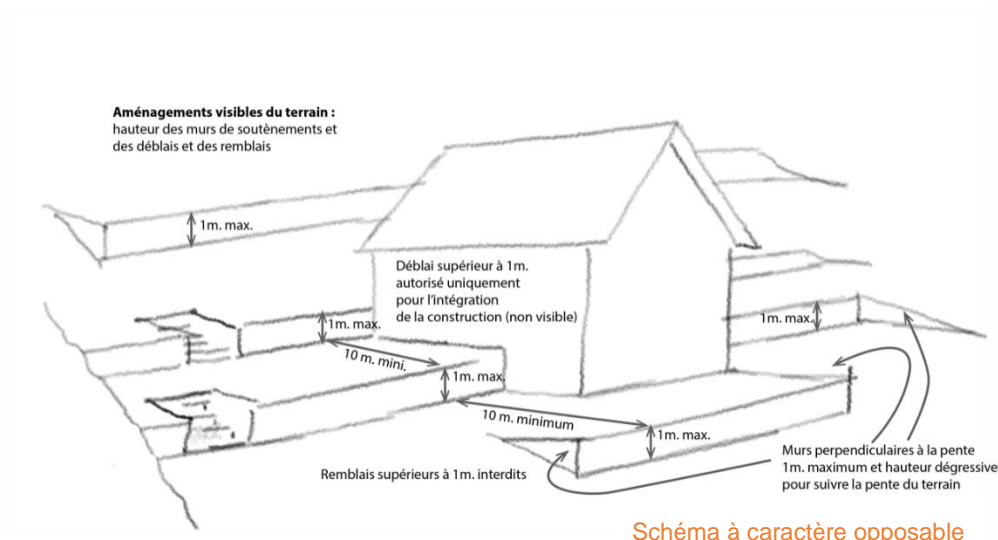 Aménagements visibles du terrain :
hauteur des murs de soutènements et
des déblais et des remblais
1m. max.
Déblai supérieur à 1m.
autorisé uniquement
pour l'intégration
de la construction (non visible)
1m. max.
10 m. mini.
1m. max.
1m. max.
10 m. minimum
1m. max.
Remblais supérieurs à 1m. interdits
Murs perpendiculaires à la pente
1m. maximum et hauteur dégressive
pour suivre la pente du terrain
Schéma à caractère opposable